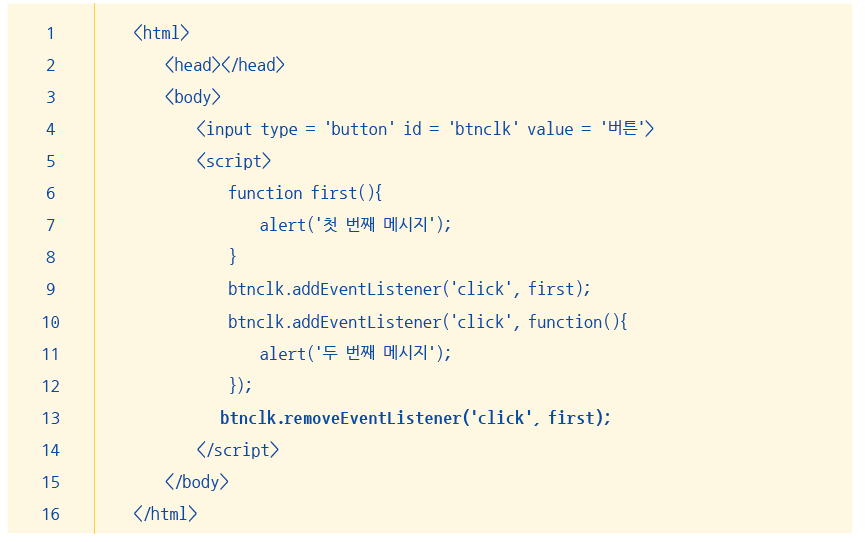 1 <html>
2 <head></head>
3 <body>
4 <input type = 'button' id = 'btnclk' value = '버튼'>
5 <script>
6 function first(){
7 alert('첫 번째 메시지');
8 }
9 btnclk.addEventListener('click', first);
10 btnclk.addEventListener('click', function(){
11 alert('두 번째 메시지');
12 });
13 btnclk.removeEventListener('click', first);
14 </script>
15 </body>
16 </html>